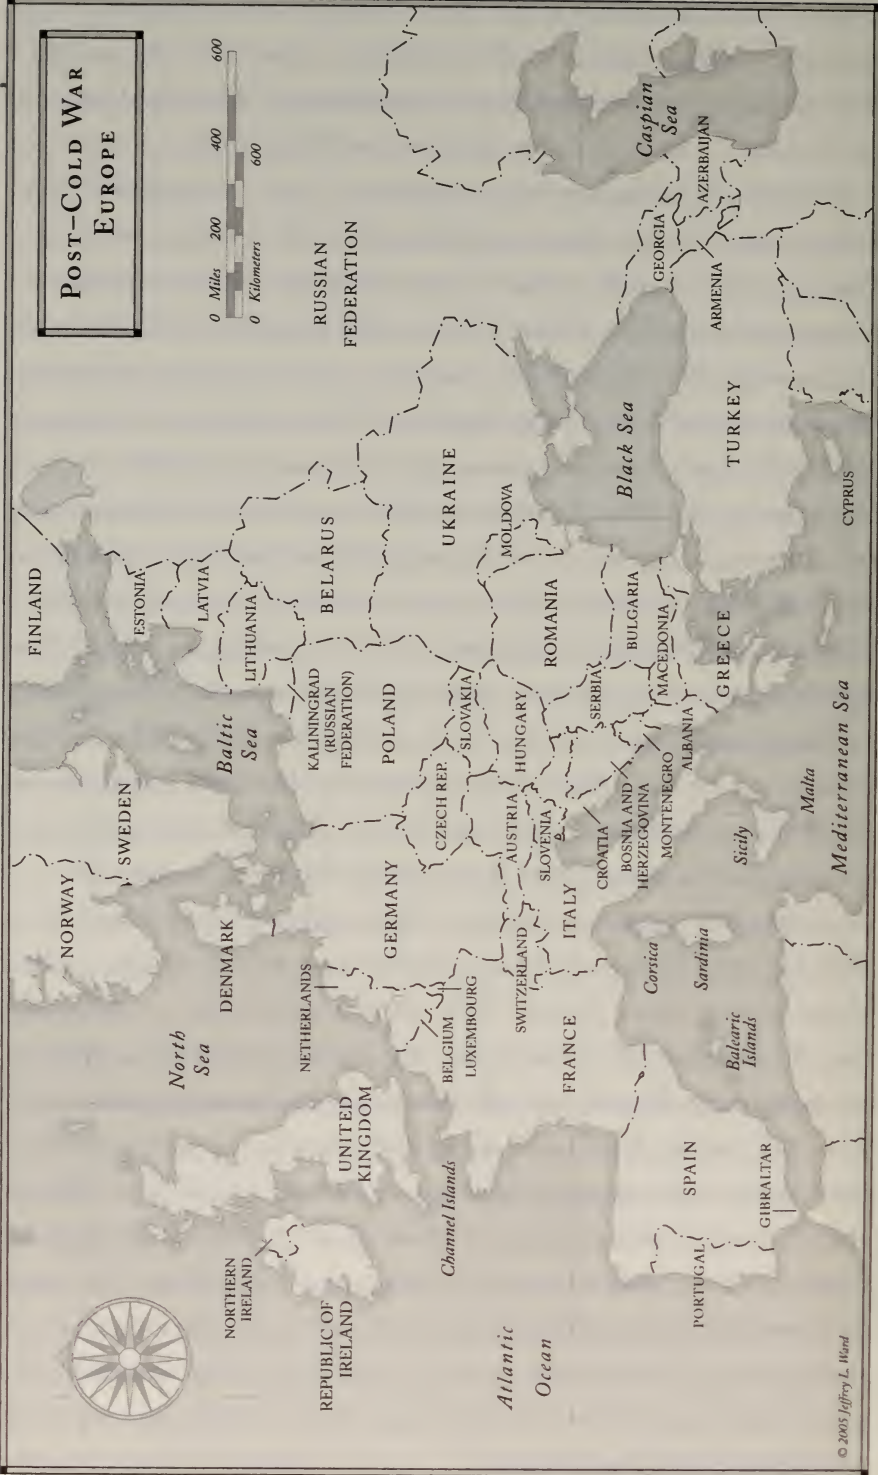 POST–COLD WAR
EUROPE
0 Miles 200 400 600
0 Kilometers 600
FINLAND
NORWAY
SWEDEN
ESTONIA
LATVIA
LITHUANIA
Baltic
Sea
DENMARK
North
Sea
RUSSIAN
FEDERATION
KALININGRAD
(RUSSIAN
FEDERATION)
BELARUS
NORTHERN
IRELAND
REPUBLIC OF
IRELAND
UNITED
KINGDOM
NETHERLANDS
GERMANY
POLAND
BELGIUM
LUXEMBOURG
CZECH REP.
SLOVAKIA
UKRAINE
MOLDOVA
Channel Islands
Atlantic
Ocean
FRANCE
SWITZERLAND
AUSTRIA
HUNGARY
SLOVENIA
ROMANIA
ITALY
CROATIA
BOSNIA AND
HERZEGOVINA
MONTENEGRO
SERBIA
BULGARIA
MACEDONIA
ALBANIA
Black Sea
GEORGIA
Caspian
Sea
AZERBAIJAN
ARMENIA
PORTUGAL
SPAIN
GIBRALTAR
Corsica
Sardinia
Balearic
Islands
Sicily
Malta
GREECE
TURKEY
CYPRUS
Mediterranean Sea
© 2005 Jeffrey L. Ward